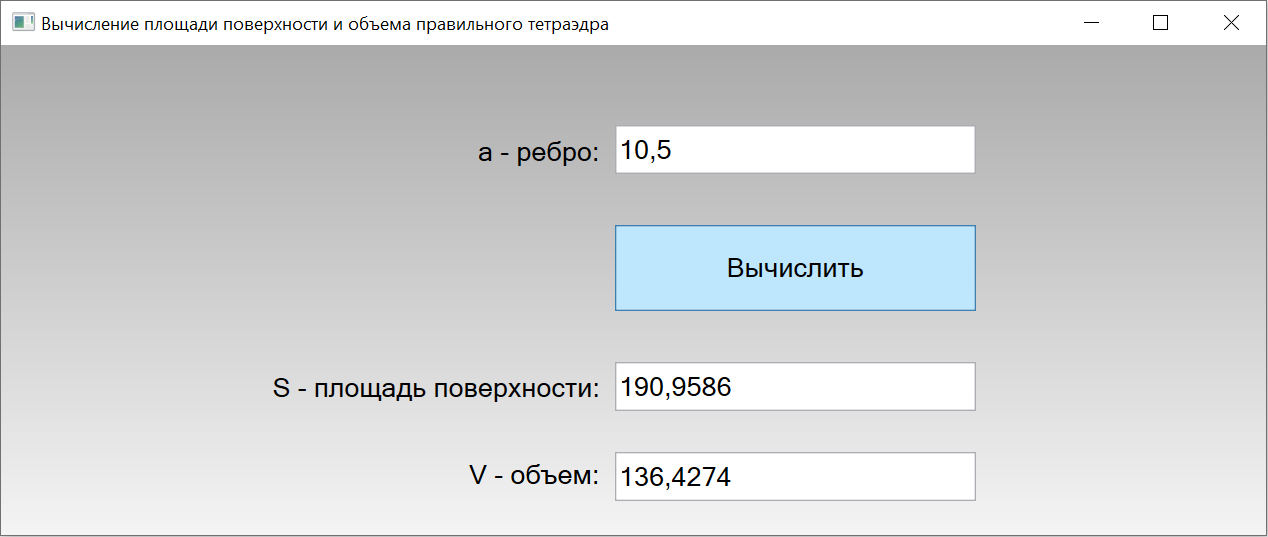 Вычисление площади поверхности и объема правильного тетраэдра
a - ребро: 10,5
Вычислить
S - площадь поверхности: 190,9586
V - объем: 136,4274